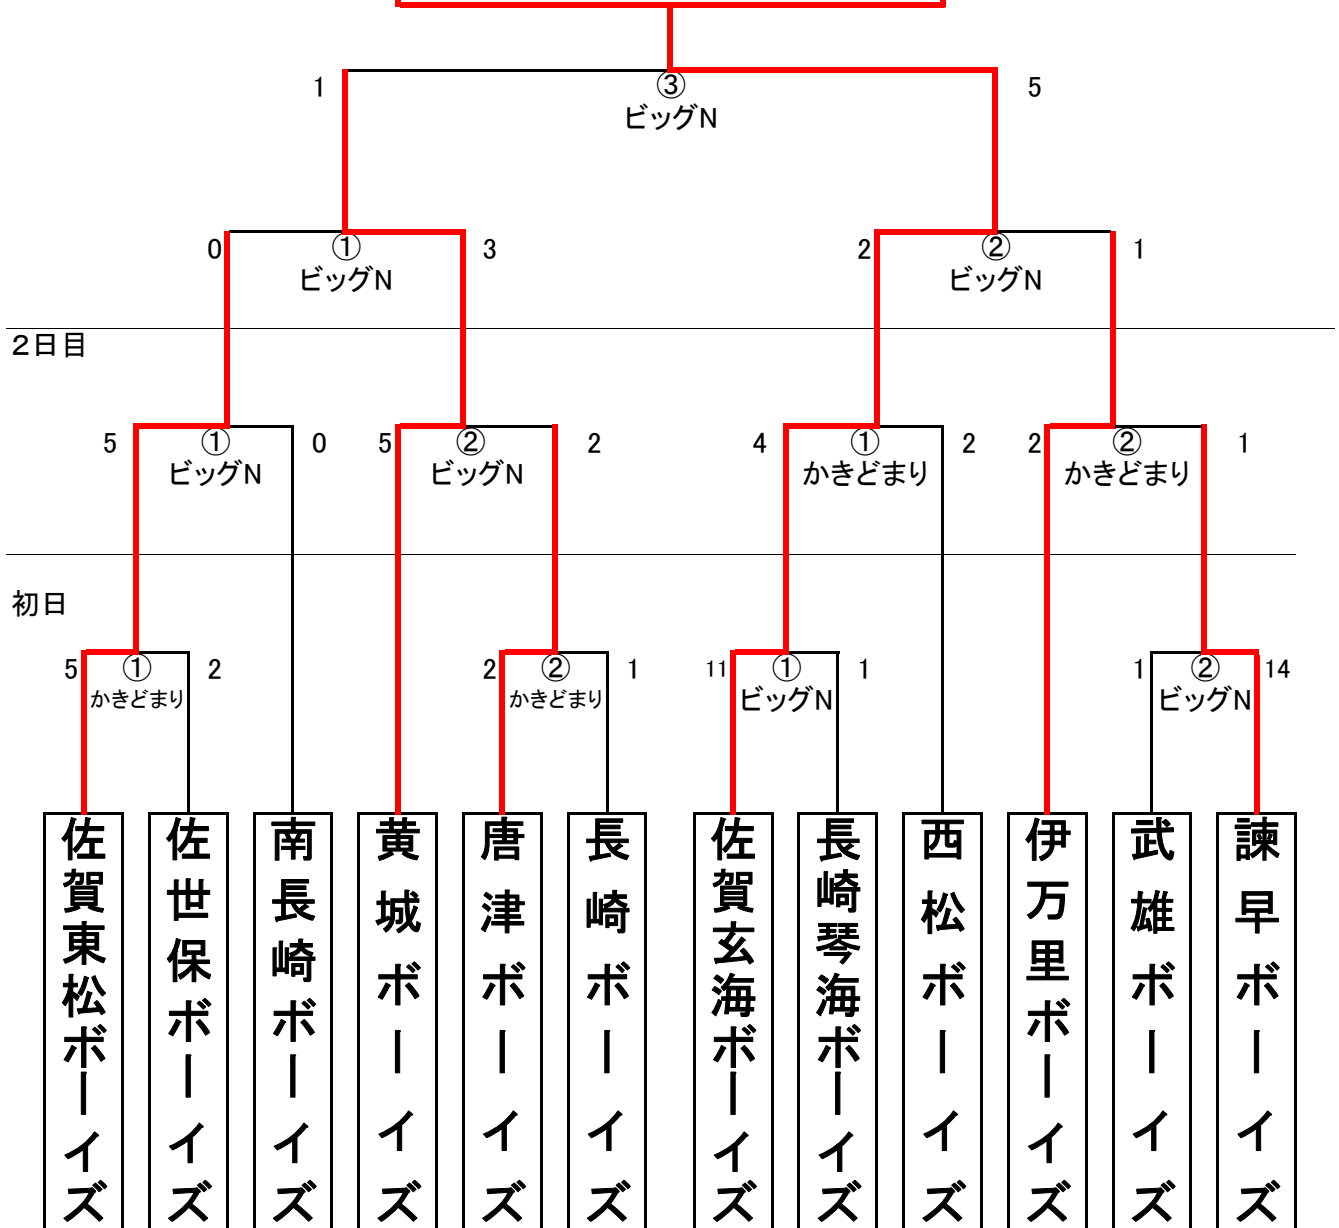 1 ③ 5
ビッグN
0 ① 3 2 ② 1
ビッグN ビッグN
2日目
5 ① 0 5 ② 2 4 ① 2 2 ② 1
ビッグN ビッグN かきどまり かきどまり
初日
5 ① 2 2 ② 1 11 ① 1 1 ② 14
かきどまり かきどまり ビッグN ビッグN
佐賀東松ボーイズ
佐世保ボーイズ
南長崎ボーイズ
黄城ボーイズ
唐津ボーイズ
長崎ボーイズ
佐賀玄海ボーイズ
長崎琴海ボーイズ
西松ボーイズ
伊万里ボーイズ
武雄ボーイズ
諫早ボーイズ